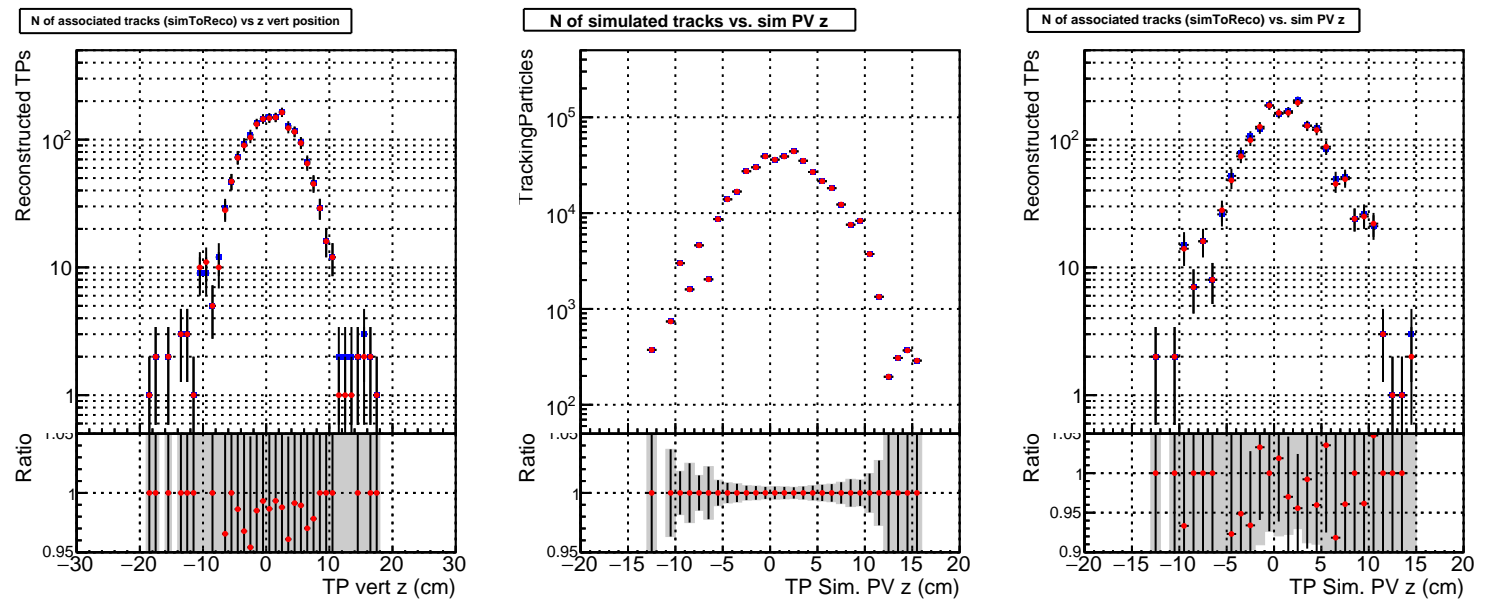 N of associated tracks (simToReco) vs z vert position
Reconstructed TPs
10²
10
1
Ratio
1.05
1
0.95
−30 −20 −10 0 10 20 30
TP vert z (cm)
N of simulated tracks vs. sim PV z
TrackingParticles
10⁵
10⁴
10³
10²
Ratio
1.05
1
0.95
−20 −15 −10 −5 0 5 10 15 20
TP Sim. PV z (cm)
N of associated tracks (simToReco) vs. sim PV z
Reconstructed TPs
10²
10
1
Ratio
1.05
1
0.95
0.9
−20 −15 −10 −5 0 5 10 15 20
TP Sim. PV z (cm)